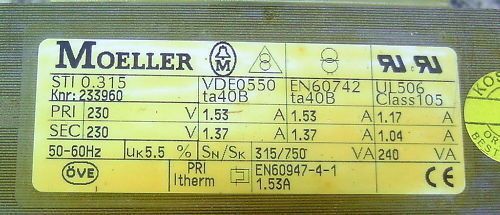 MOELLER
STI 0.315 VDE0550 EN60742 UL506
Knr: 233960 ta40B ta40B Class105
PRI 230 V 1.53 A 1.53 A 1.17 A
SEC 230 V 1.37 A 1.37 A 1.04 A
50-60Hz uK5.5 % SN/SK 315/750 VA 240 VA
ÖVE PRI EN60947-4-1
Itherm 1.53A